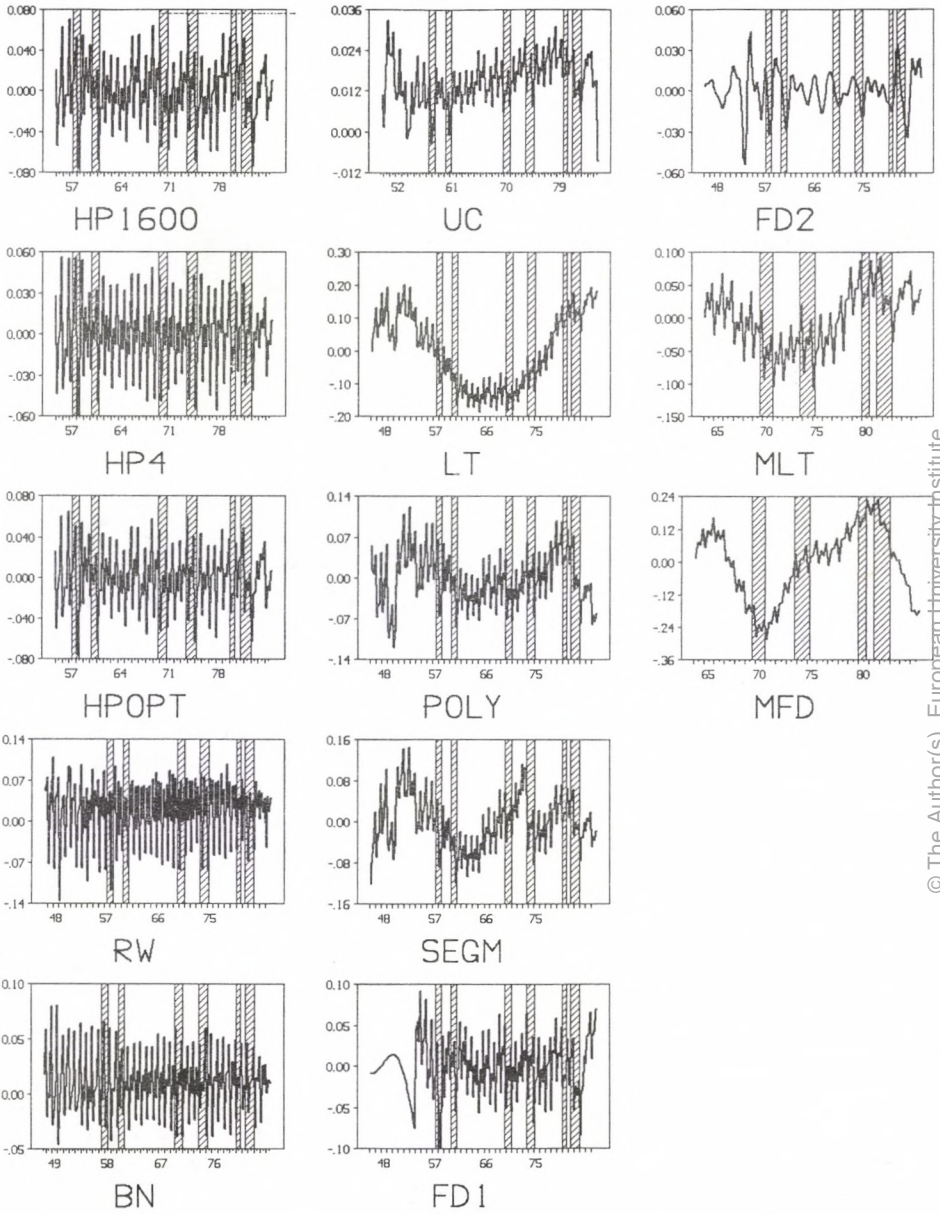 0.080
0.040
0.000
-.040
-.080
57 64 71 78
HP1600
0.036
0.024
0.012
0.000
-.012
52 61 70 79
UC
0.060
0.030
0.000
-.030
-.060
48 57 66 75
FD2
0.060
0.030
0.000
-.030
-.060
57 64 71 78
HP4
0.30
0.20
0.10
0.00
-.10
-.20
48 57 66 75
LT
0.100
0.050
0.000
-.050
-.100
-.150
65 70 75 80
MLT
0.080
0.040
0.000
-.040
-.080
57 64 71 78
HPOPT
0.14
0.07
0.00
-.07
-.14
48 57 66 75
POLY
0.24
0.12
0.00
-.12
-.24
-.36
65 70 75 80
MFD
0.14
0.07
0.00
-.07
-.14
48 57 66 75
RW
0.16
0.08
0.00
-.08
-.16
48 57 66 75
SEGM
0.10
0.05
0.00
-.05
49 58 67 76
BN
0.10
0.05
0.00
-.05
-.10
48 57 66 75
FD1
© The Author(s). European University Institute